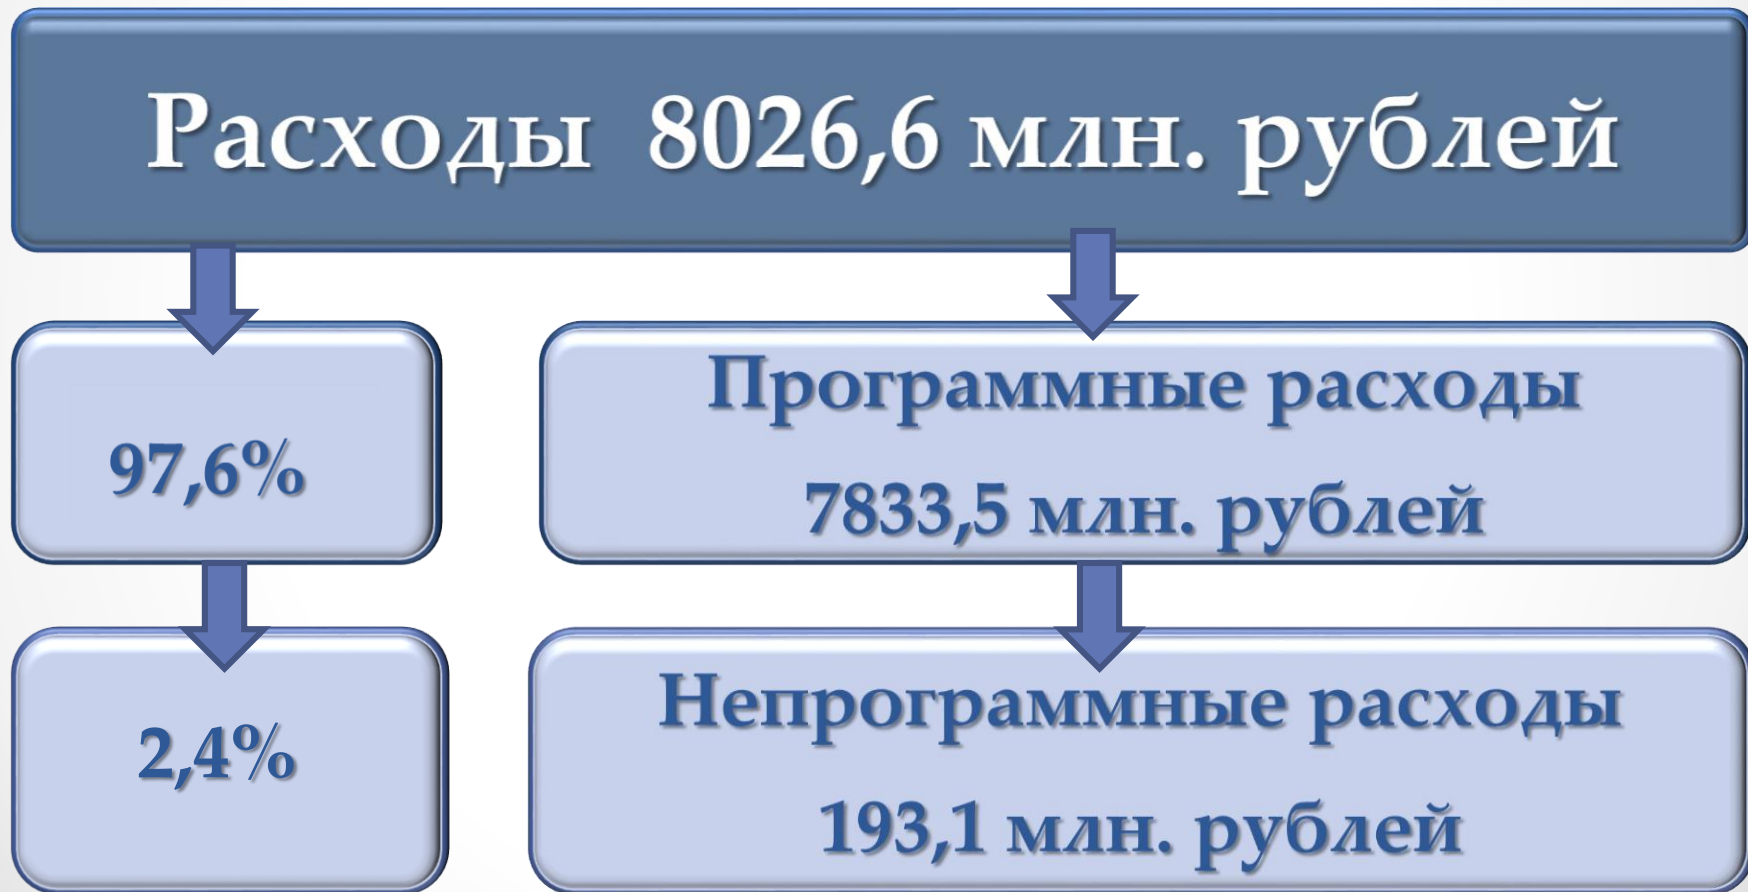 Расходы 8026,6 млн. рублей
97,6%
Программные расходы
7833,5 млн. рублей
2,4%
Непрограммные расходы
193,1 млн. рублей